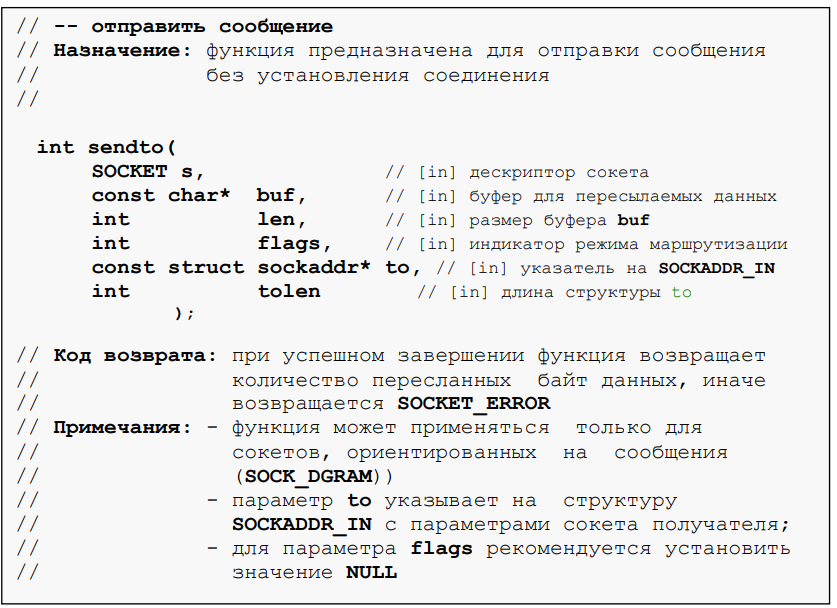 // -- отправить сообщение
// Назначение: функция предназначена для отправки сообщения
// без установления соединения
//
int sendto(
SOCKET s, // [in] дескриптор сокета
const char* buf, // [in] буфер для пересылаемых данных
int len, // [in] размер буфера buf
int flags, // [in] индикатор режима маршрутизации
const struct sockaddr* to, // [in] указатель на SOCKADDR_IN
int tolen // [in] длина структуры to
);
// Код возврата: при успешном завершении функция возвращает
// количество пересланных байт данных, иначе
// возвращается SOCKET_ERROR
// Примечания: - функция может применяться только для
// сокетов, ориентированных на сообщения
// (SOCK_DGRAM))
// - параметр to указывает на структуру
// SOCKADDR_IN с параметрами сокета получателя;
// - для параметра flags рекомендуется установить
// значение NULL